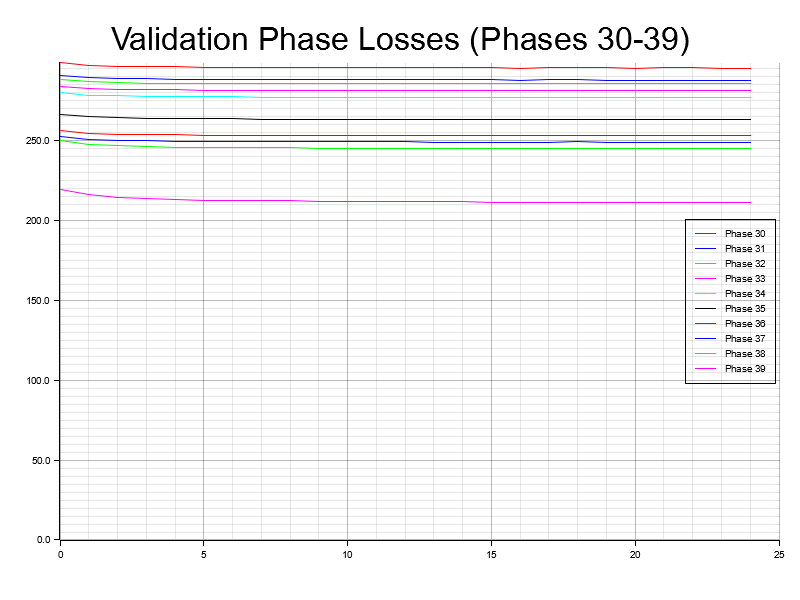 Validation Phase Losses (Phases 30-39)
250.0
200.0
150.0
100.0
50.0
0.0
0 5 10 15 20 25
Phase 30
Phase 31
Phase 32
Phase 33
Phase 34
Phase 35
Phase 36
Phase 37
Phase 38
Phase 39